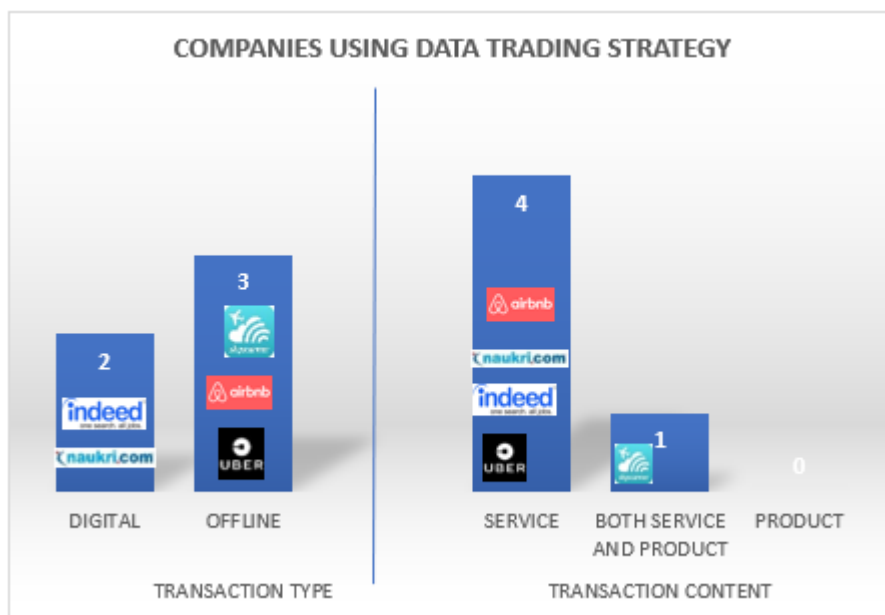 COMPANIES USING DATA TRADING STRATEGY
2
indeed
one search. all jobs.
naukri.com
3
skyscanner
airbnb
UBER
4
airbnb
naukri.com
indeed
one search. all jobs.
UBER
1
skyscanner
0
DIGITAL
OFFLINE
SERVICE
BOTH SERVICE
AND PRODUCT
PRODUCT
TRANSACTION TYPE
TRANSACTION CONTENT